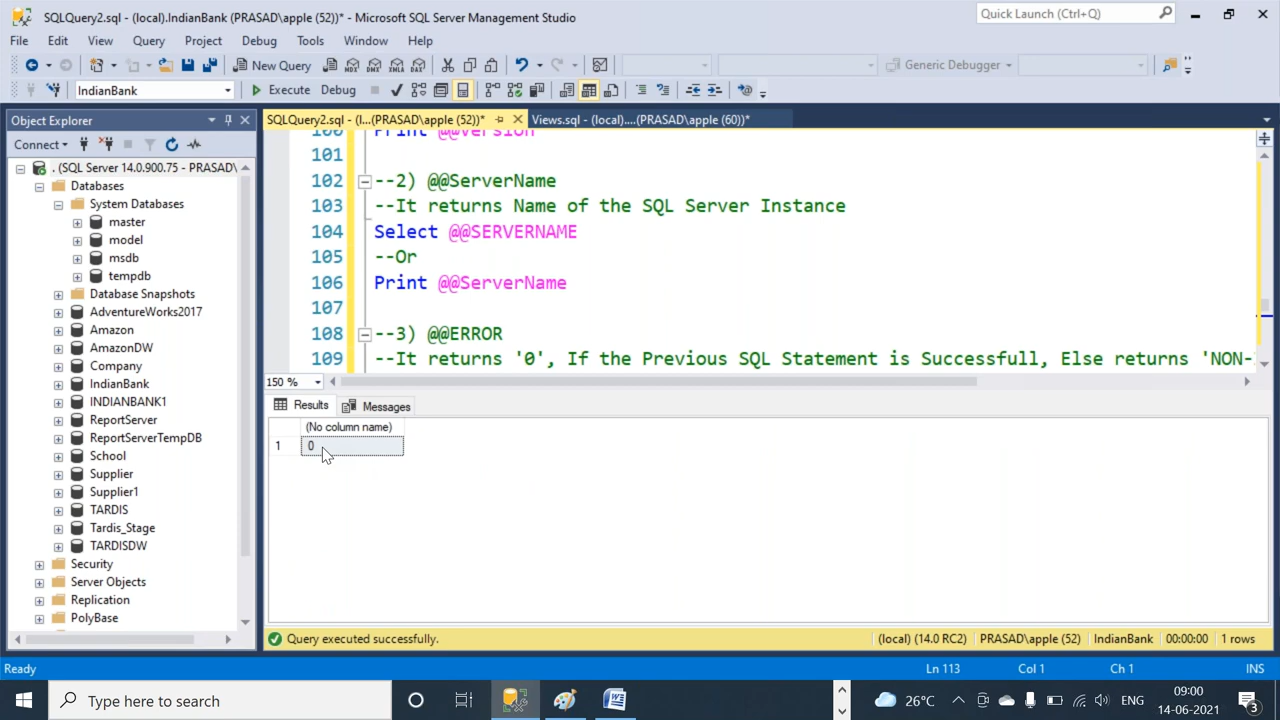 SQLQuery2.sql - (local).IndianBank (PRASAD\apple (52))* - Microsoft SQL Server Management Studio
Quick Launch (Ctrl+Q)
File Edit View Query Project Debug Tools Window Help
New Query
Generic Debugger
IndianBank
Execute Debug
Object Explorer
SQLQuery2.sql - (l...(PRASAD\apple (52))*
Views.sql - (local)....(PRASAD\apple (60))*
Connect
. (SQL Server 14.0.900.75 - PRASAD\
Databases
System Databases
master
model
msdb
tempdb
Database Snapshots
AdventureWorks2017
Amazon
AmazonDW
Company
IndianBank
INDIANBANK1
ReportServer
ReportServerTempDB
School
Supplier
Supplier1
TARDIS
Tardis_Stage
TARDISDW
Security
Server Objects
Replication
PolyBase
100 Print @@Version
101
102 --2) @@ServerName
103 --It returns Name of the SQL Server Instance
104 Select @@SERVERNAME
105 --Or
106 Print @@ServerName
107
108 --3) @@ERROR
109 --It returns '0', If the Previous SQL Statement is Successfull, Else returns 'NON-
150 %
Results Messages
(No column name)
1 0
Query executed successfully.
(local) (14.0 RC2) PRASAD\apple (52) IndianBank 00:00:00 1 rows
Ready
Ln 113 Col 1 Ch 1 INS
Type here to search
26°C
ENG
09:00
14-06-2021
3